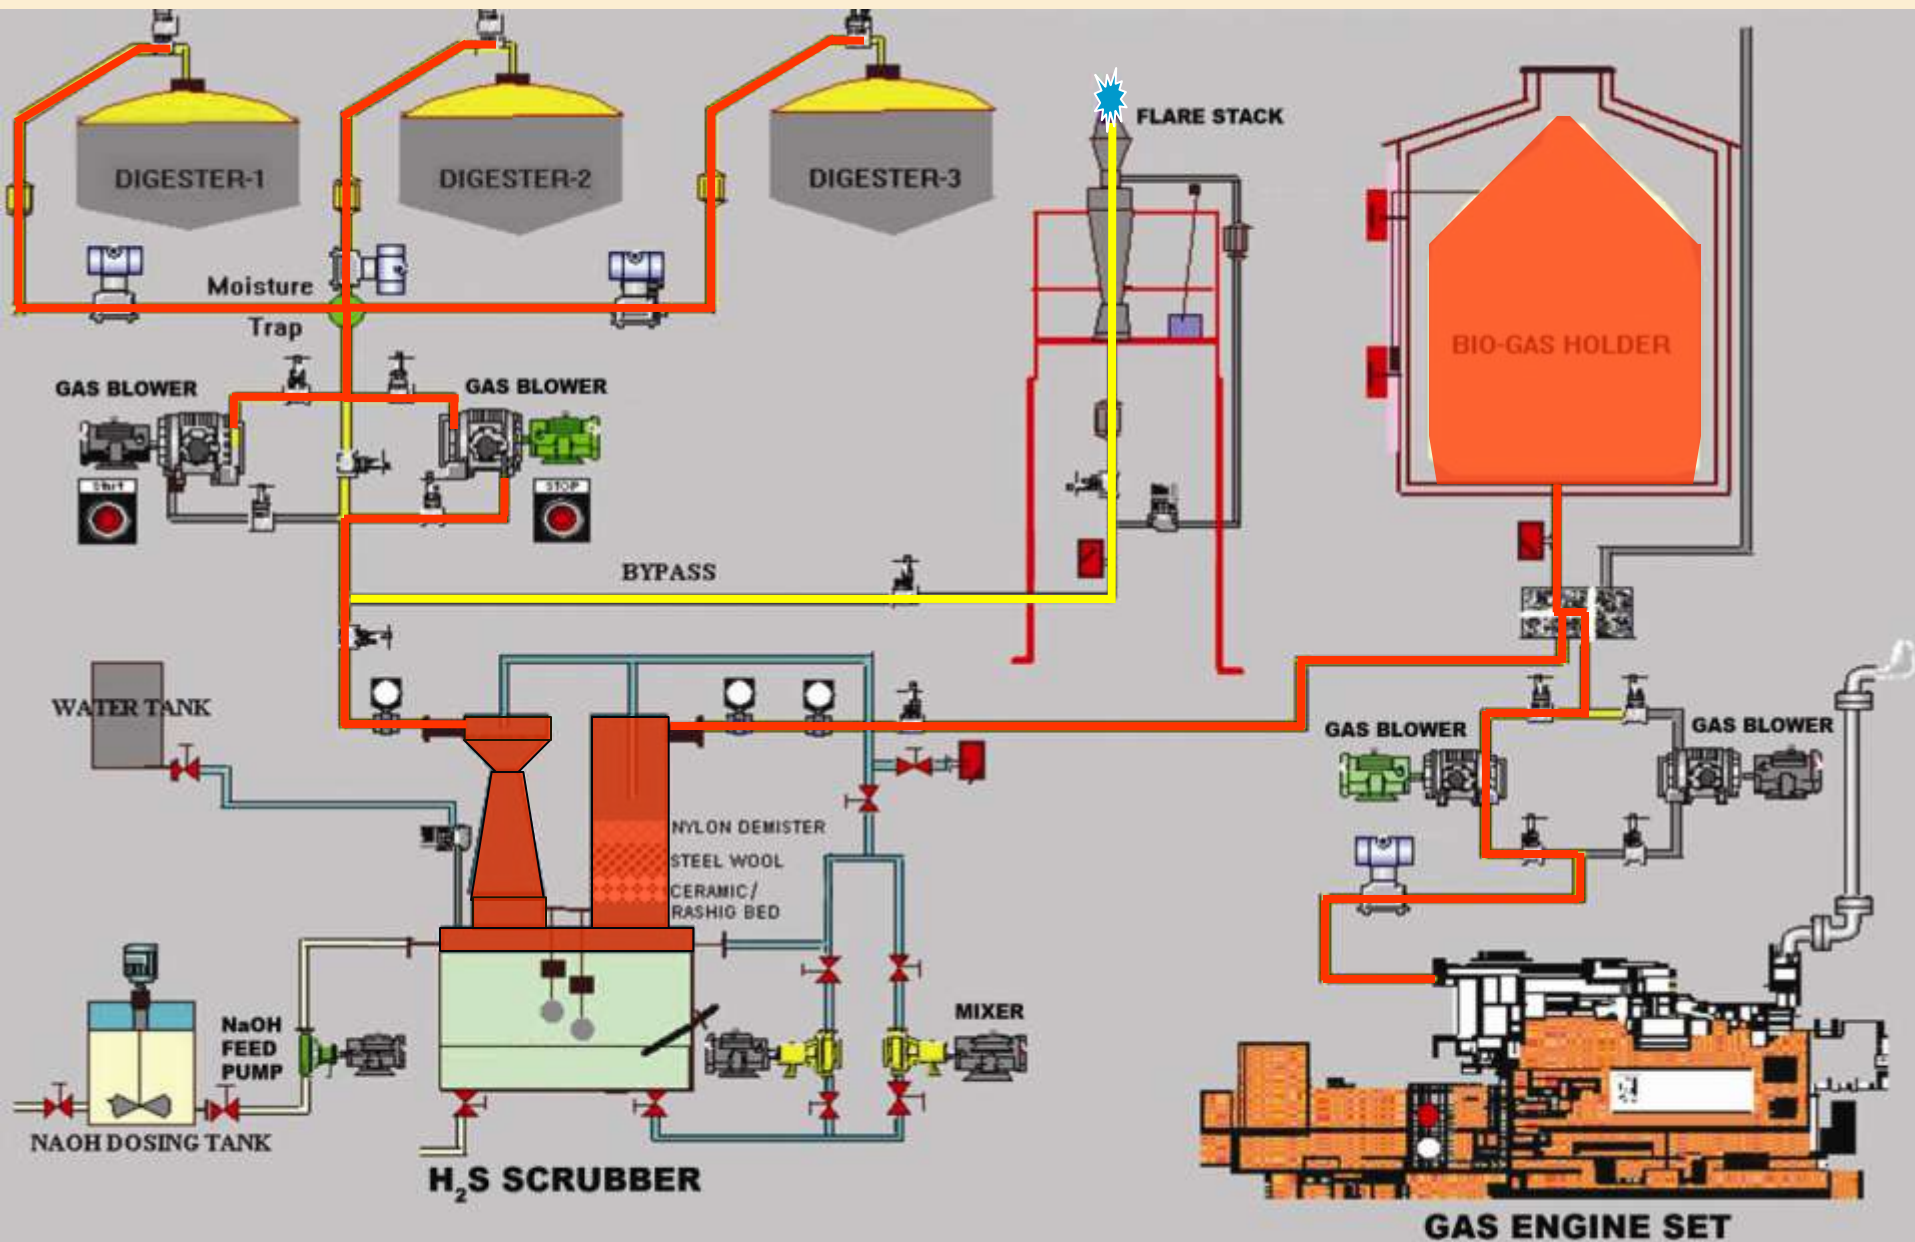 FLARE STACK
DIGESTER-1
DIGESTER-2
DIGESTER-3
Moisture
Trap
BIO-GAS HOLDER
GAS BLOWER
GAS BLOWER
Start
STOP
BYPASS
WATER TANK
GAS BLOWER
GAS BLOWER
NYLON DEMISTER
STEEL WOOL
CERAMIC/
RASHIG BED
NaOH
FEED
PUMP
MIXER
NAOH DOSING TANK
H₂S SCRUBBER
GAS ENGINE SET